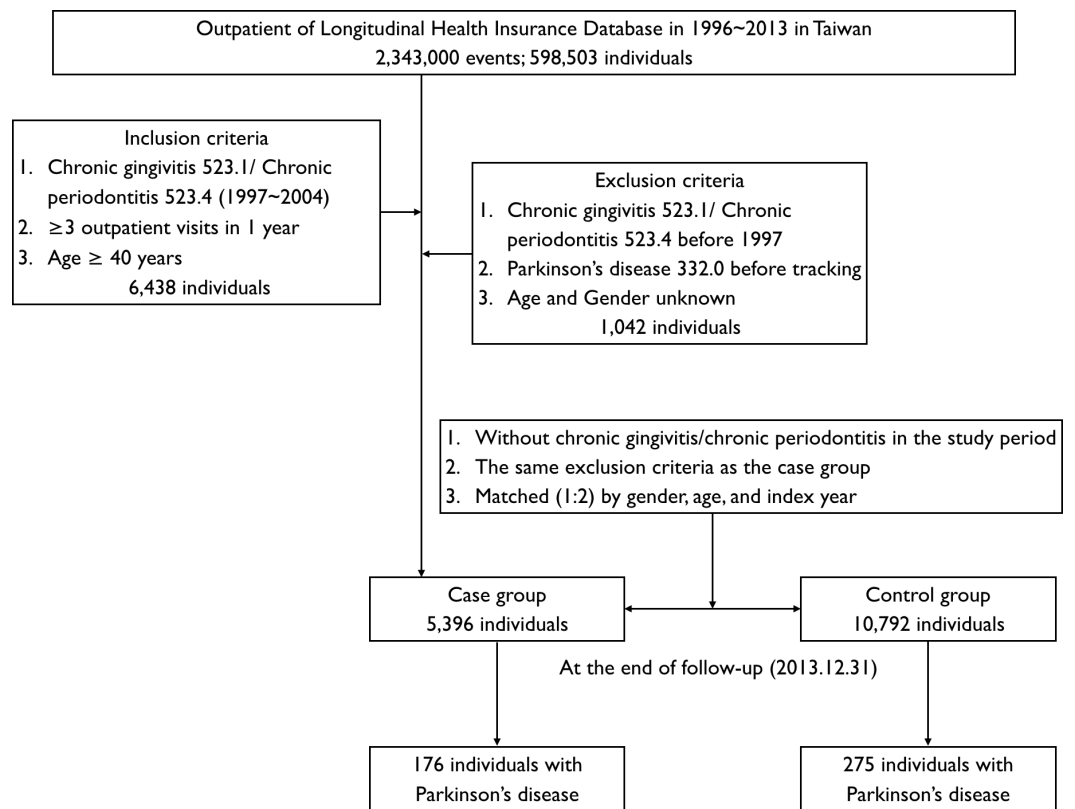 Outpatient of Longitudinal Health Insurance Database in 1996~2013 in Taiwan
2,343,000 events; 598,503 individuals
Inclusion criteria
1. Chronic gingivitis 523.1/ Chronic
periodontitis 523.4 (1997~2004)
2. ≥3 outpatient visits in 1 year
3. Age ≥ 40 years
6,438 individuals
Exclusion criteria
1. Chronic gingivitis 523.1/ Chronic
periodontitis 523.4 before 1997
2. Parkinson’s disease 332.0 before tracking
3. Age and Gender unknown
1,042 individuals
1. Without chronic gingivitis/chronic periodontitis in the study period
2. The same exclusion criteria as the case group
3. Matched (1:2) by gender, age, and index year
Case group
5,396 individuals
Control group
10,792 individuals
At the end of follow-up (2013.12.31)
176 individuals with
Parkinson’s disease
275 individuals with
Parkinson’s disease